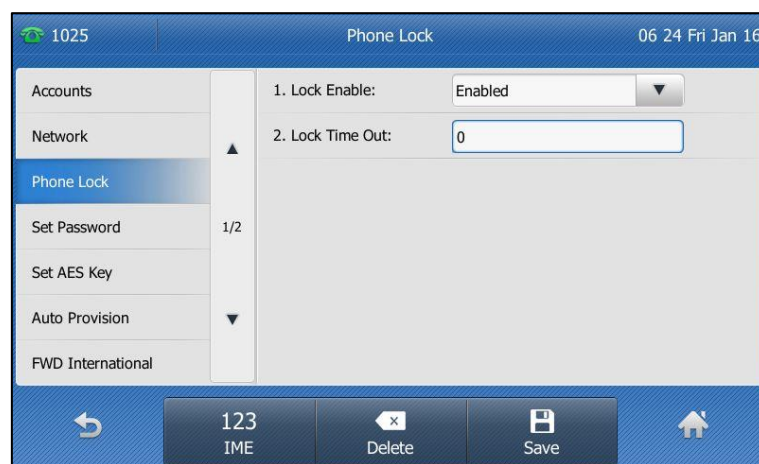 1025 Phone Lock 06 24 Fri Jan 16
Accounts
Network
Phone Lock
Set Password
Set AES Key
Auto Provision
FWD International
1/2
1. Lock Enable: Enabled
2. Lock Time Out: 0
123
IME
Delete
Save